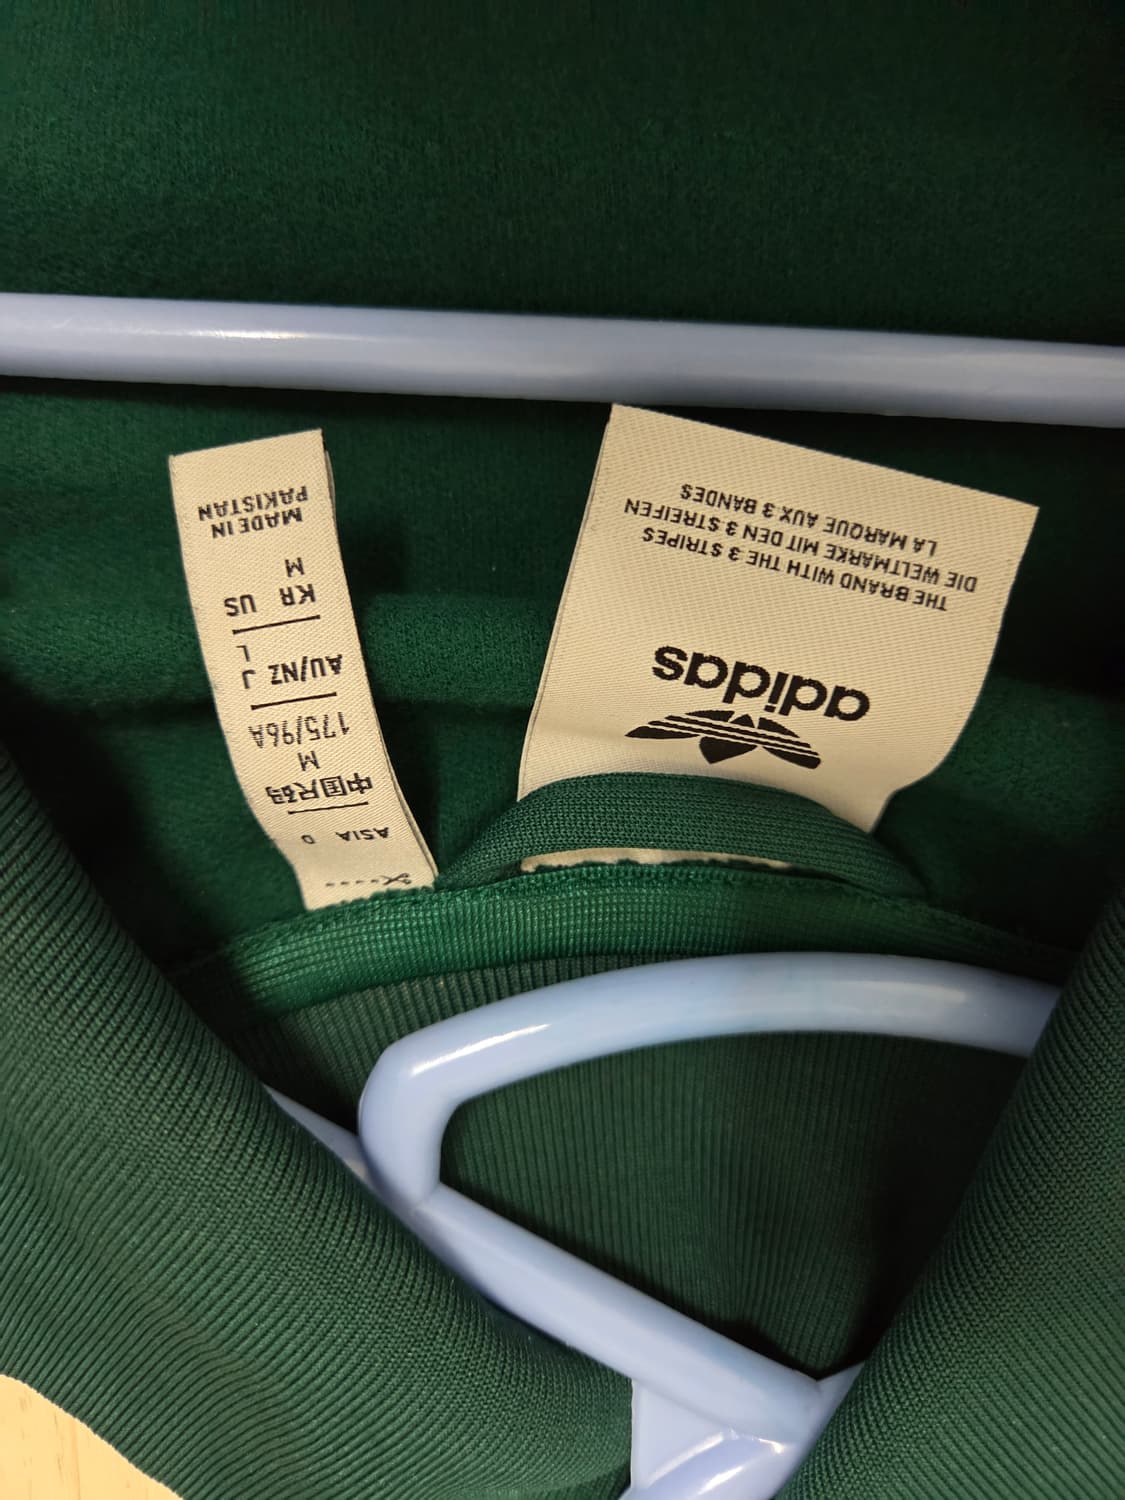 adidas
THE BRAND WITH THE 3 STRIPES
DIE WELTMARKE MIT DEN 3 STREIFEN
LA MARQUE AUX 3 BANDES
ASIA D
中国尺码
M
175/96A
AU/NZ J
L
KR US
M
MADE IN
PAKISTAN